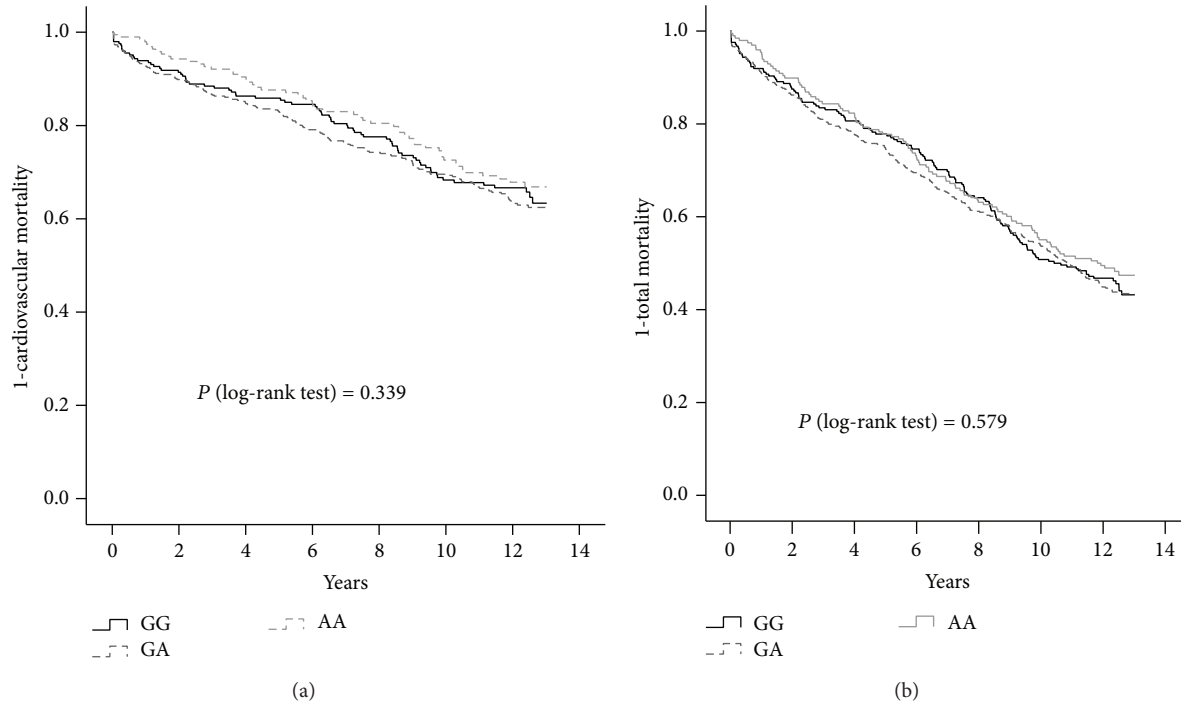 1.0
0.8
0.6
0.4
0.2
0.0
1-cardiovascular mortality
P (log-rank test) = 0.339
0 2 4 6 8 10 12 14
Years
GG AA
GA
(a)
1.0
0.8
0.6
0.4
0.2
0.0
1-total mortality
P (log-rank test) = 0.579
0 2 4 6 8 10 12 14
Years
GG AA
GA
(b)